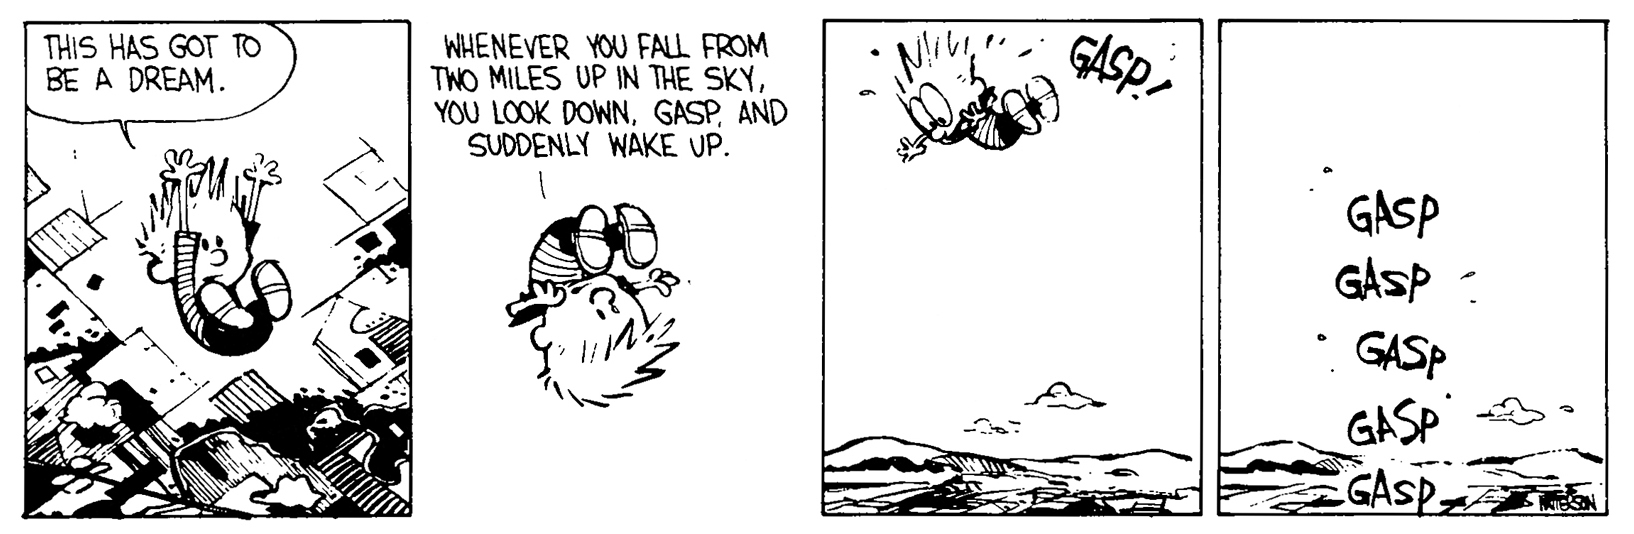 THIS HAS GOT TO
BE A DREAM.
WHENEVER YOU FALL FROM
TWO MILES UP IN THE SKY,
YOU LOOK DOWN, GASP, AND
SUDDENLY WAKE UP.
GASP!
GASP
GASP
GASP
GASP
GASP
WATTERSON